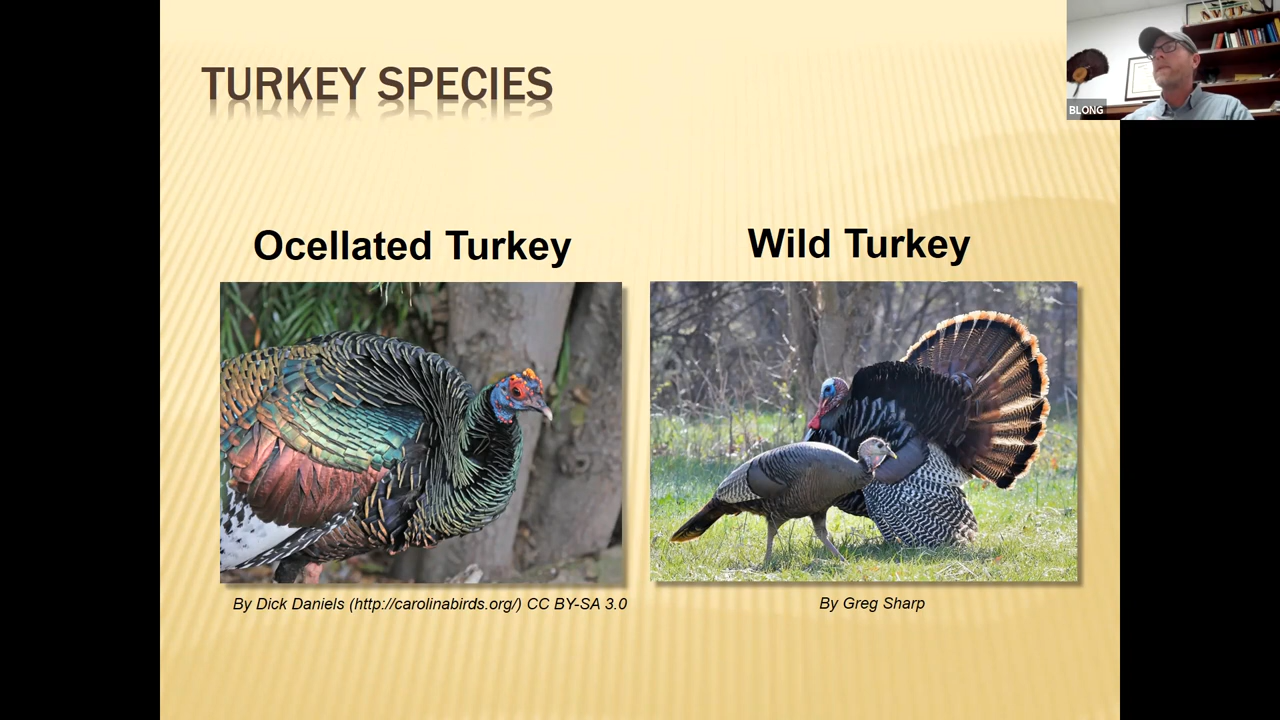 TURKEY SPECIES
BLONG
Ocellated Turkey
Wild Turkey
By Dick Daniels (http://carolinabirds.org/) CC BY-SA 3.0
By Greg Sharp